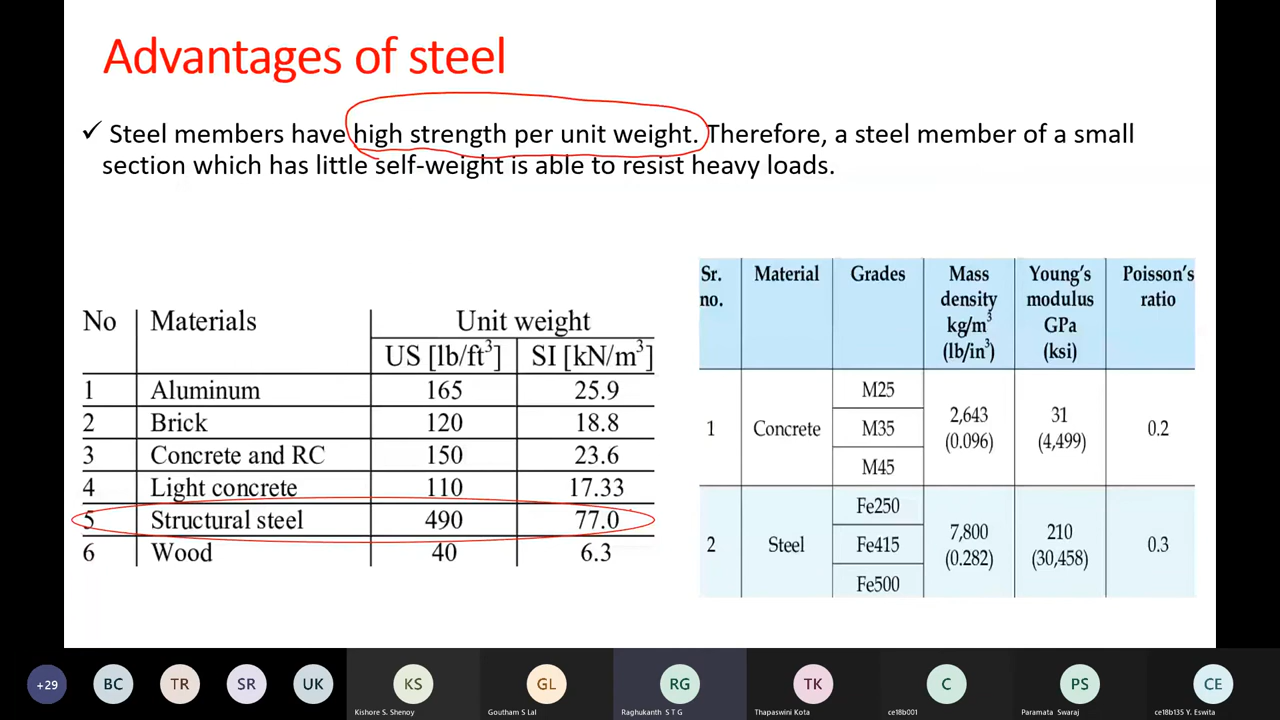 Advantages of steel
✓ Steel members have high strength per unit weight. Therefore, a steel member of a small
section which has little self-weight is able to resist heavy loads.
No Materials Unit weight
US [lb/ft³] SI [kN/m³]
1 Aluminum 165 25.9
2 Brick 120 18.8
3 Concrete and RC 150 23.6
4 Light concrete 110 17.33
5 Structural steel 490 77.0
6 Wood 40 6.3
Sr. Material Grades Mass Young's Poisson's
no. density modulus ratio
kg/m³ GPa
(lb/in³) (ksi)
M25
1 Concrete M35 2,643 31 0.2
(0.096) (4,499)
M45
Fe250
2 Steel Fe415 7,800 210 0.3
(0.282) (30,458)
Fe500
+29 BC TR SR UK KS GL RG TK C PS CE
Kishore S. Shenoy Goutham S Lal Raghukanth S T G Thapaswini Kota ce18b001 Paramata Swaraj ce18b135 Y. Eswita